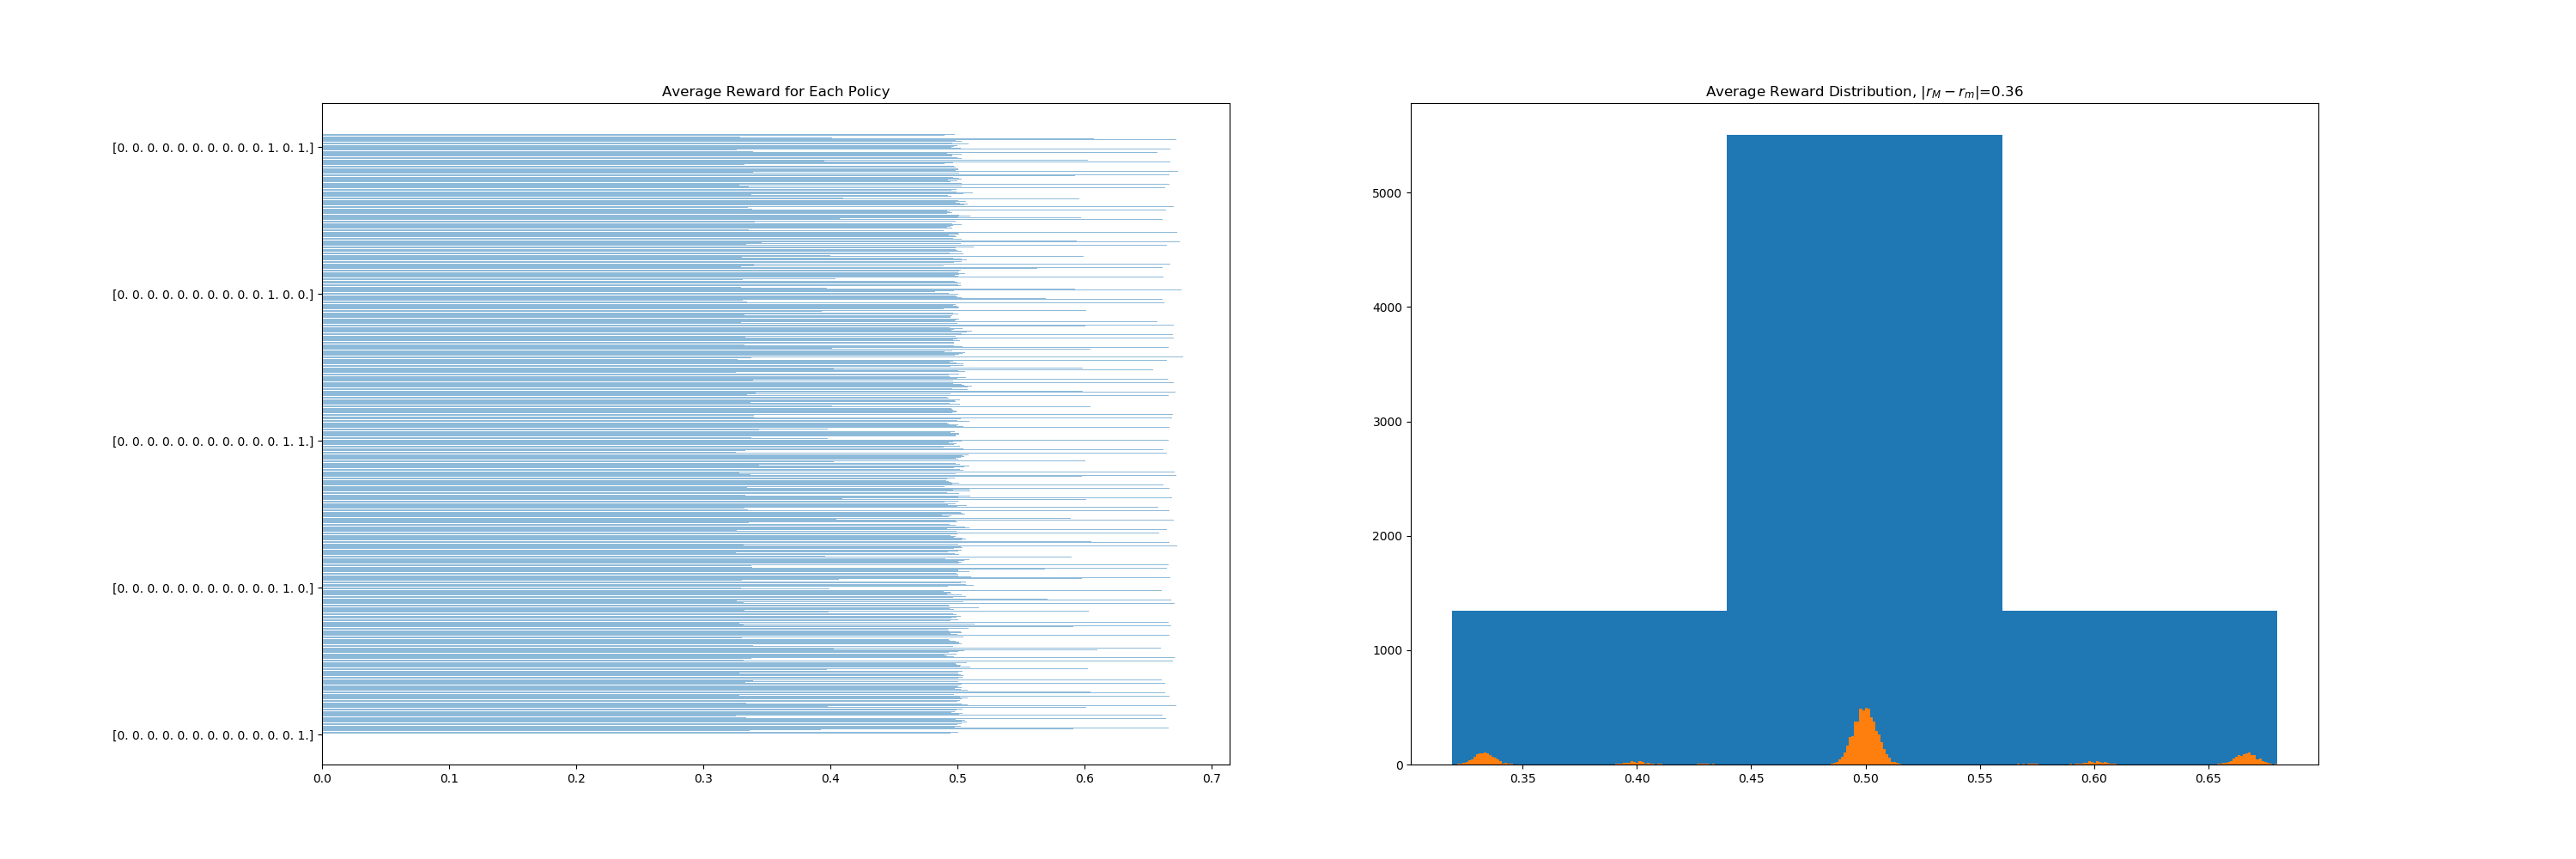 Average Reward for Each Policy
[0. 0. 0. 0. 0. 0. 0. 0. 0. 0. 1. 0. 1.]
[0. 0. 0. 0. 0. 0. 0. 0. 0. 0. 1. 0. 0.]
[0. 0. 0. 0. 0. 0. 0. 0. 0. 0. 0. 1. 1.]
[0. 0. 0. 0. 0. 0. 0. 0. 0. 0. 0. 1. 0.]
[0. 0. 0. 0. 0. 0. 0. 0. 0. 0. 0. 0. 1.]
0.0 0.1 0.2 0.3 0.4 0.5 0.6 0.7
Average Reward Distribution, |r_M − r_m|=0.36
5000
4000
3000
2000
1000
0
0.35 0.40 0.45 0.50 0.55 0.60 0.65